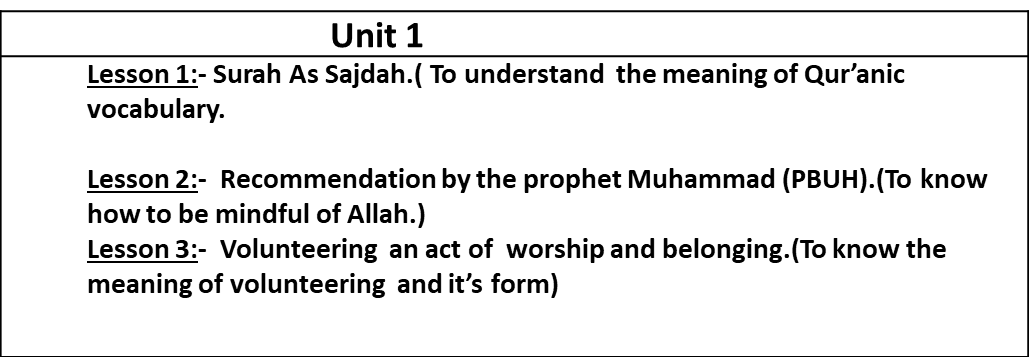 Unit 1
Lesson 1:- Surah As Sajdah.( To understand the meaning of Qur’anic
vocabulary.
Lesson 2:- Recommendation by the prophet Muhammad (PBUH).(To know
how to be mindful of Allah.)
Lesson 3:- Volunteering an act of worship and belonging.(To know the
meaning of volunteering and it’s form)